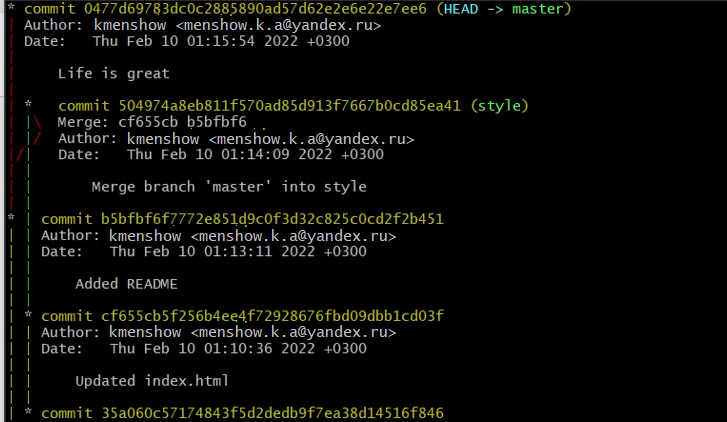 * commit 0477d69783dc0c2885890ad57d62e2e6e22e7ee6 (HEAD -> master)
| Author: kmenshow <menshow.k.a@yandex.ru>
| Date:   Thu Feb 10 01:15:54 2022 +0300
|
|     Life is great
|
| *   commit 504974a8eb811f570ad85d913f7667b0cd85ea41 (style)
| |\  Merge: cf655cb b5bfbf6
| |/  Author: kmenshow <menshow.k.a@yandex.ru>
|/|   Date:   Thu Feb 10 01:14:09 2022 +0300
| |
| |       Merge branch 'master' into style
| |
* | commit b5bfbf6f7772e851d9c0f3d32c825c0cd2f2b451
| | Author: kmenshow <menshow.k.a@yandex.ru>
| | Date:   Thu Feb 10 01:13:11 2022 +0300
| |
| |     Added README
| |
| * commit cf655cb5f256b4ee4f72928676fbd09dbb1cd03f
| | Author: kmenshow <menshow.k.a@yandex.ru>
| | Date:   Thu Feb 10 01:10:36 2022 +0300
| |
| |     Updated index.html
| |
| * commit 35a060c57174843f5d2dedb9f7ea38d14516f846